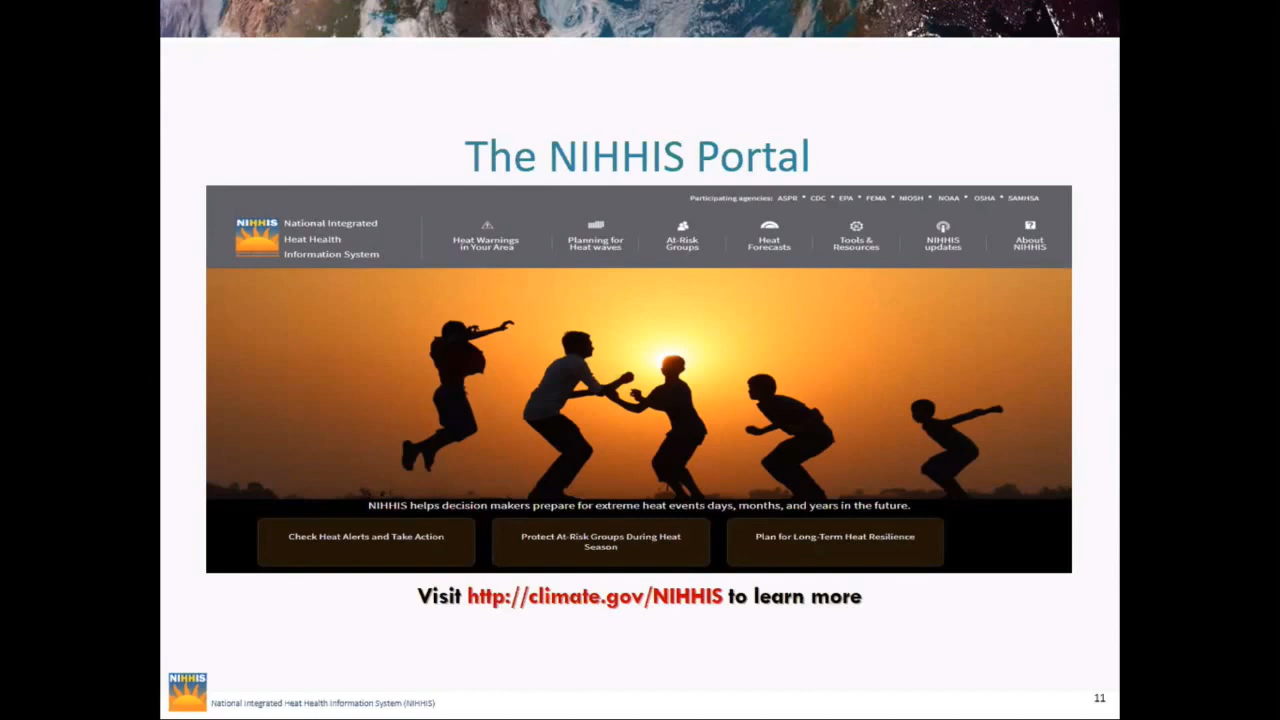 The NIHHIS Portal
Participating agencies: ASPR * CDC * EPA * FEMA * NIOSH * NOAA * OSHA * SAMHSA
NIHHIS
National Integrated
Heat Health
Information System
Heat Warnings
in Your Area
Planning for
Heat waves
At-Risk
Groups
Heat
Forecasts
Tools &
Resources
NIHHIS
updates
About
NIHHIS
NIHHIS helps decision makers prepare for extreme heat events days, months, and years in the future.
Check Heat Alerts and Take Action
Protect At-Risk Groups During Heat
Season
Plan for Long-Term Heat Resilience
Visit http://climate.gov/NIHHIS to learn more
NIHHIS
National Integrated Heat Health Information System (NIHHIS)
11